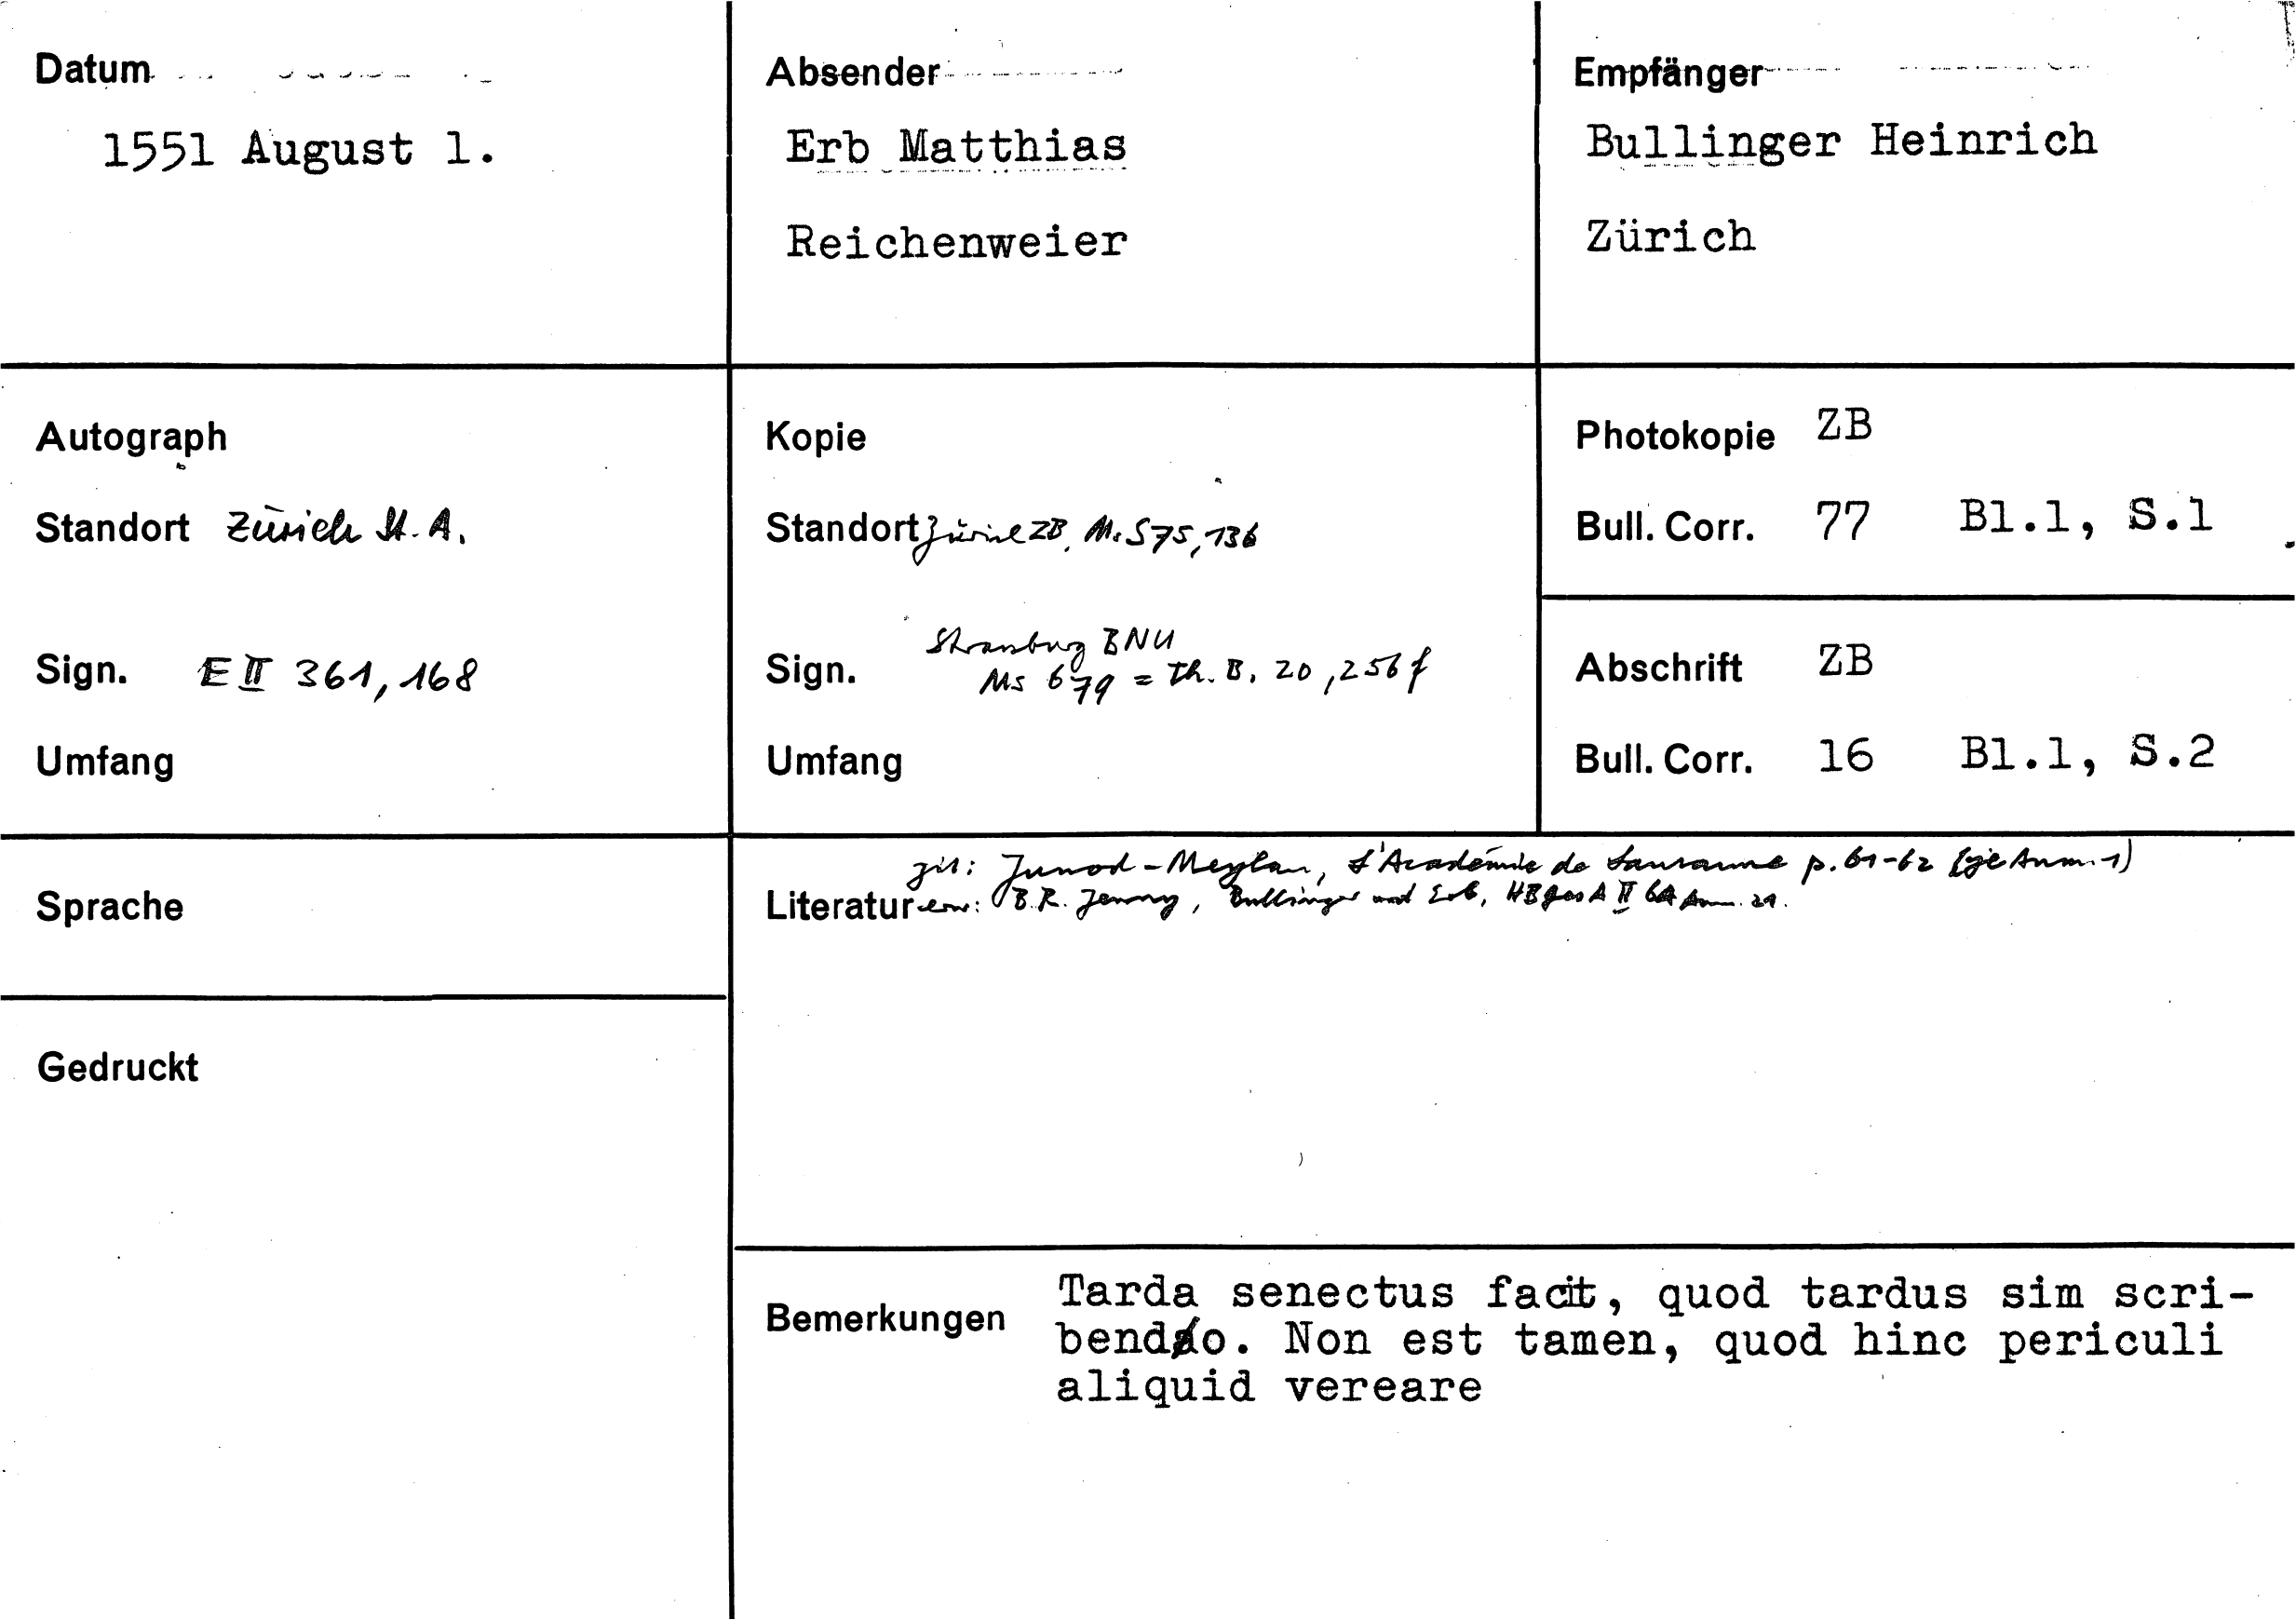 Datum
1551 August 1.
Absender
Erb Matthias
Reichenweier
Empfänger
Bullinger Heinrich
Zürich
Autograph
Standort Zürich St. A.
Sign. E II 361, 168
Umfang
Kopie
Standort Zürich ZB, Ms S 75, 136
Sign. Strassburg BNU
Ms 679 = Th. B. 20, 256 f
Umfang
Photokopie ZB
Bull. Corr. 77 Bl.1, S.1
Abschrift ZB
Bull. Corr. 16 Bl.1, S.2
Sprache
Gedruckt
zit: Junod-Meylan, L'Académie de Lausanne p. 61-62 (je Anm. 1)
Literatur erw: B.R. Jenny, Bullinger und Erb, HBGesA II 64 Anm. 21.
Bemerkungen
Tarda senectus facit, quod tardus sim scri-
bendo. Non est tamen, quod hinc periculi
aliquid vereare